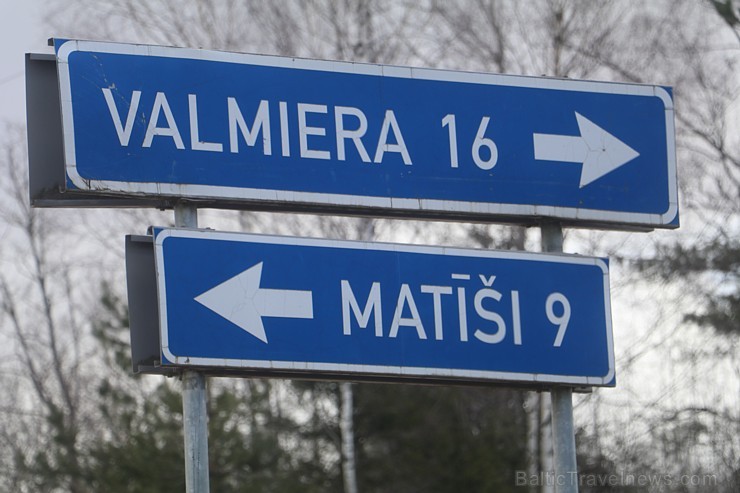 VALMIERA 16
MATĪŠI 9
BalticTravelnews.com